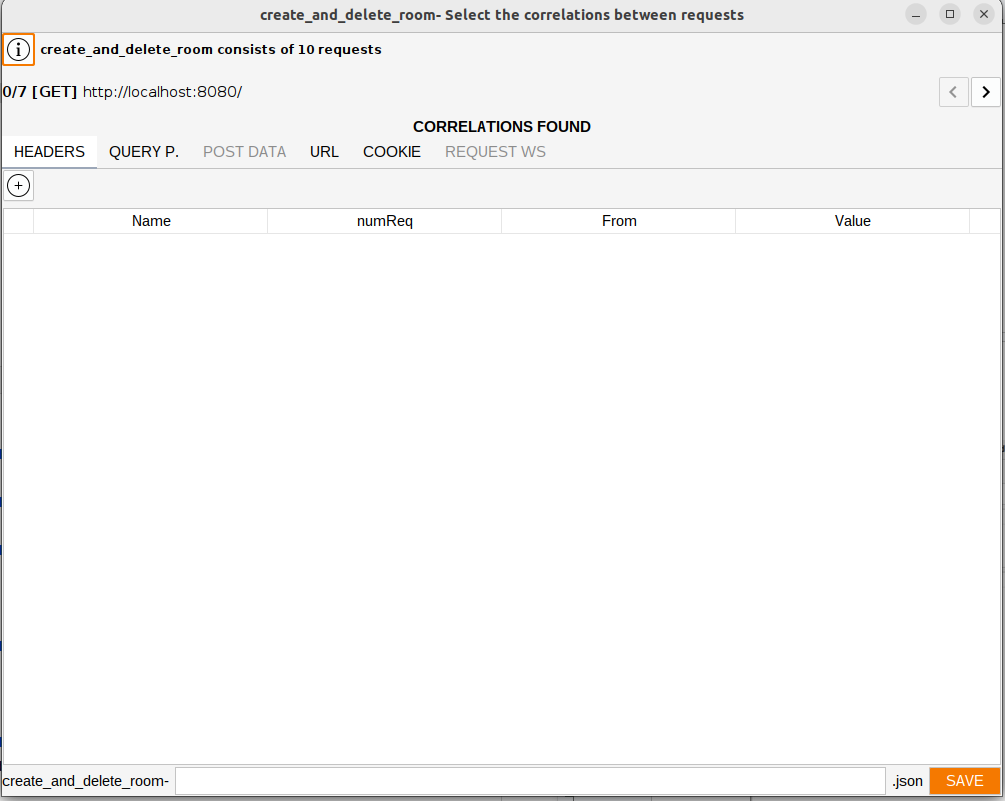 create_and_delete_room- Select the correlations between requests
create_and_delete_room consists of 10 requests
0/7 [GET] http://localhost:8080/
CORRELATIONS FOUND
HEADERS QUERY P. POST DATA URL COOKIE REQUEST WS
Name numReq From Value
create_and_delete_room- .json SAVE